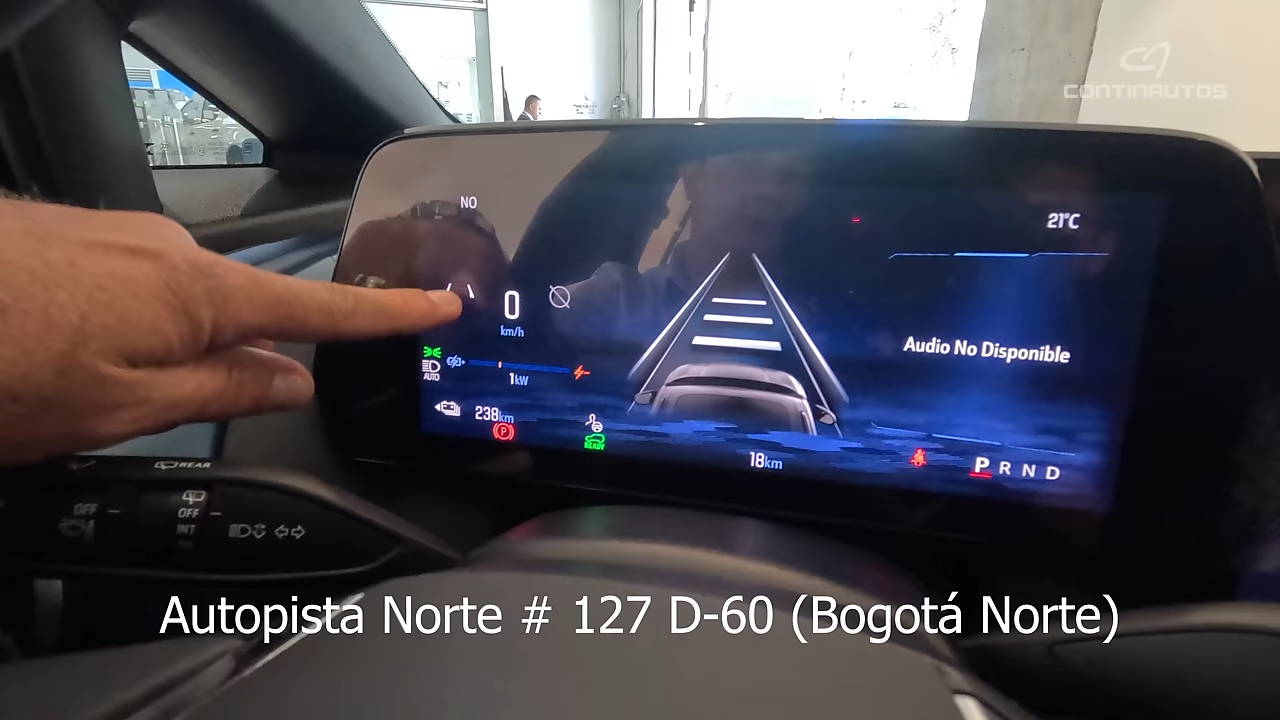 CONTINAUTOS
NO
21°C
0
km/h
Audio No Disponible
AUTO
1kW
238km
P
READY
18km
P R N D
REAR
OFF
OFF
INT
Autopista Norte # 127 D-60 (Bogotá Norte)